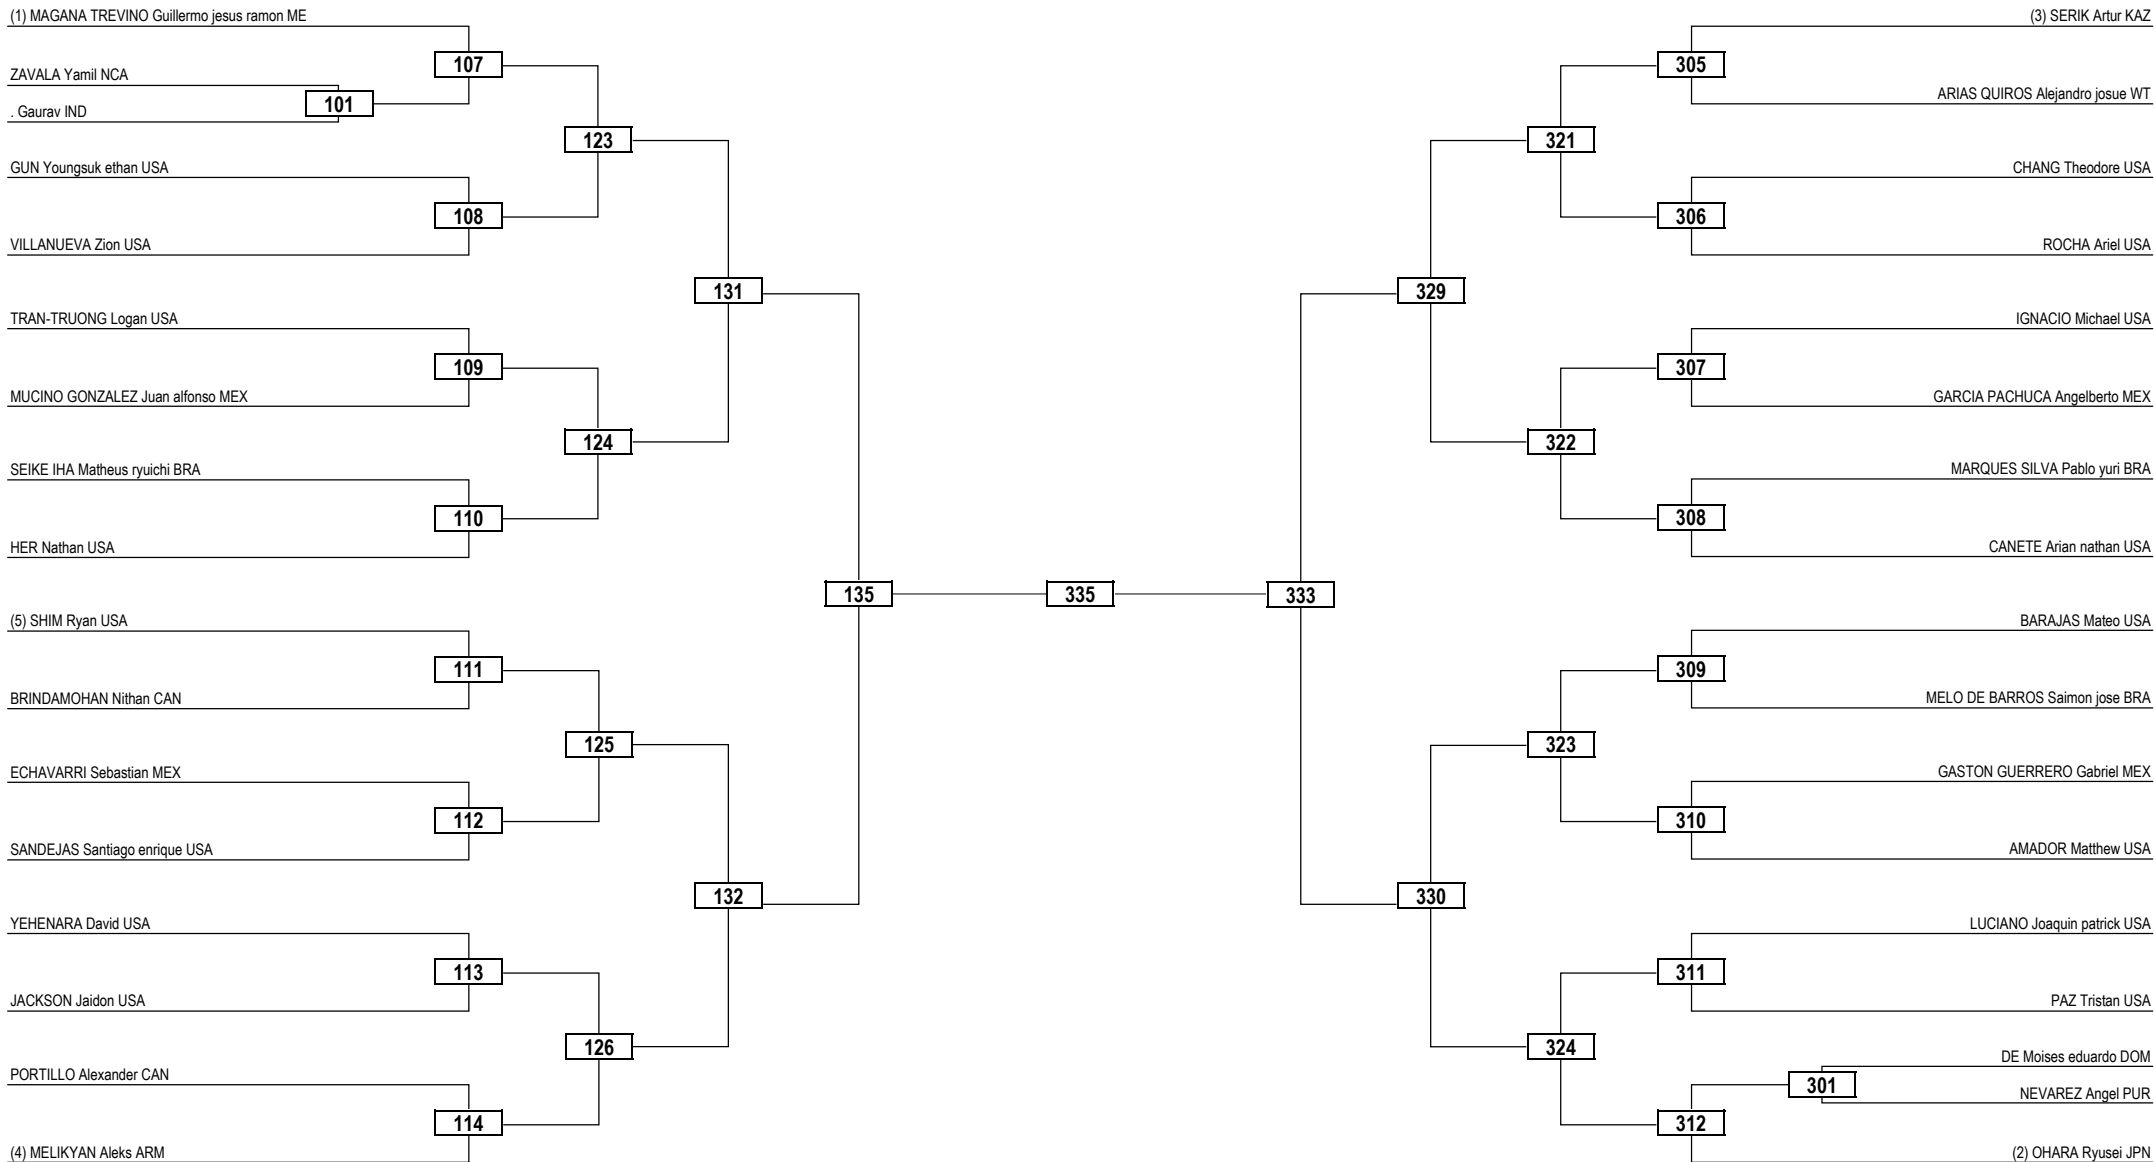 (1) MAGANA TREVINO Guillermo jesus ramon ME
107
ZAVALA Yamil NCA
101
. Gaurav IND
123
GUN Youngsuk ethan USA
108
VILLANUEVA Zion USA
131
TRAN-TRUONG Logan USA
109
MUCINO GONZALEZ Juan alfonso MEX
124
SEIKE IHA Matheus ryuichi BRA
110
HER Nathan USA
135
(5) SHIM Ryan USA
111
BRINDAMOHAN Nithan CAN
125
ECHAVARRI Sebastian MEX
112
SANDEJAS Santiago enrique USA
132
YEHENARA David USA
113
JACKSON Jaidon USA
126
PORTILLO Alexander CAN
114
(4) MELIKYAN Aleks ARM
335
(3) SERIK Artur KAZ
305
ARIAS QUIROS Alejandro josue WT
321
CHANG Theodore USA
306
ROCHA Ariel USA
329
IGNACIO Michael USA
307
GARCIA PACHUCA Angelberto MEX
322
MARQUES SILVA Pablo yuri BRA
308
CANETE Arian nathan USA
333
BARAJAS Mateo USA
309
MELO DE BARROS Saimon jose BRA
323
GASTON GUERRERO Gabriel MEX
310
AMADOR Matthew USA
330
LUCIANO Joaquin patrick USA
311
PAZ Tristan USA
324
DE Moises eduardo DOM
301
NEVAREZ Angel PUR
312
(2) OHARA Ryusei JPN